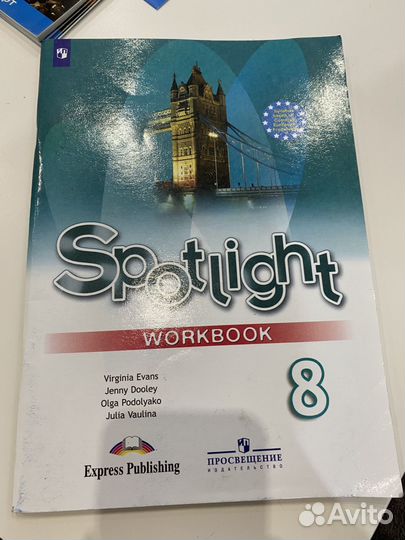 Spotlight
WORKBOOK
Virginia Evans
Jenny Dooley
Olga Podolyako
Julia Vaulina
8
Express Publishing
ПРОСВЕЩЕНИЕ
ИЗДАТЕЛЬСТВО
Avito